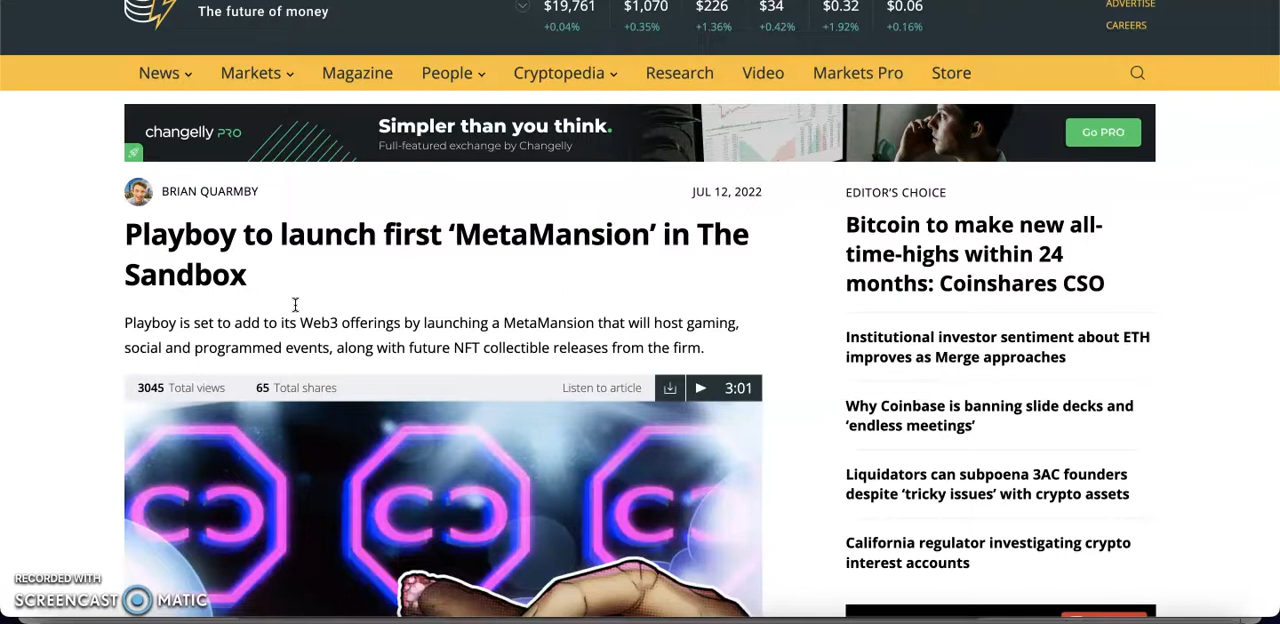 The future of money
$19,761 $1,070 $226 $34 $0.32 $0.06
+0.04% +0.35% +1.36% +0.42% +1.92% +0.16%
ADVERTISE
CAREERS
News Markets Magazine People Cryptopedia Research Video Markets Pro Store
changelly PRO
Simpler than you think.
Full-featured exchange by Changelly
Go PRO
BRIAN QUARMBY
JUL 12, 2022
Playboy to launch first ‘MetaMansion’ in The
Sandbox
Playboy is set to add to its Web3 offerings by launching a MetaMansion that will host gaming,
social and programmed events, along with future NFT collectible releases from the firm.
3045 Total views 65 Total shares Listen to article 3:01
EDITOR’S CHOICE
Bitcoin to make new all-
time-highs within 24
months: Coinshares CSO
Institutional investor sentiment about ETH
improves as Merge approaches
Why Coinbase is banning slide decks and
‘endless meetings’
Liquidators can subpoena 3AC founders
despite ‘tricky issues’ with crypto assets
California regulator investigating crypto
interest accounts
RECORDED WITH
SCREENCAST MATIC